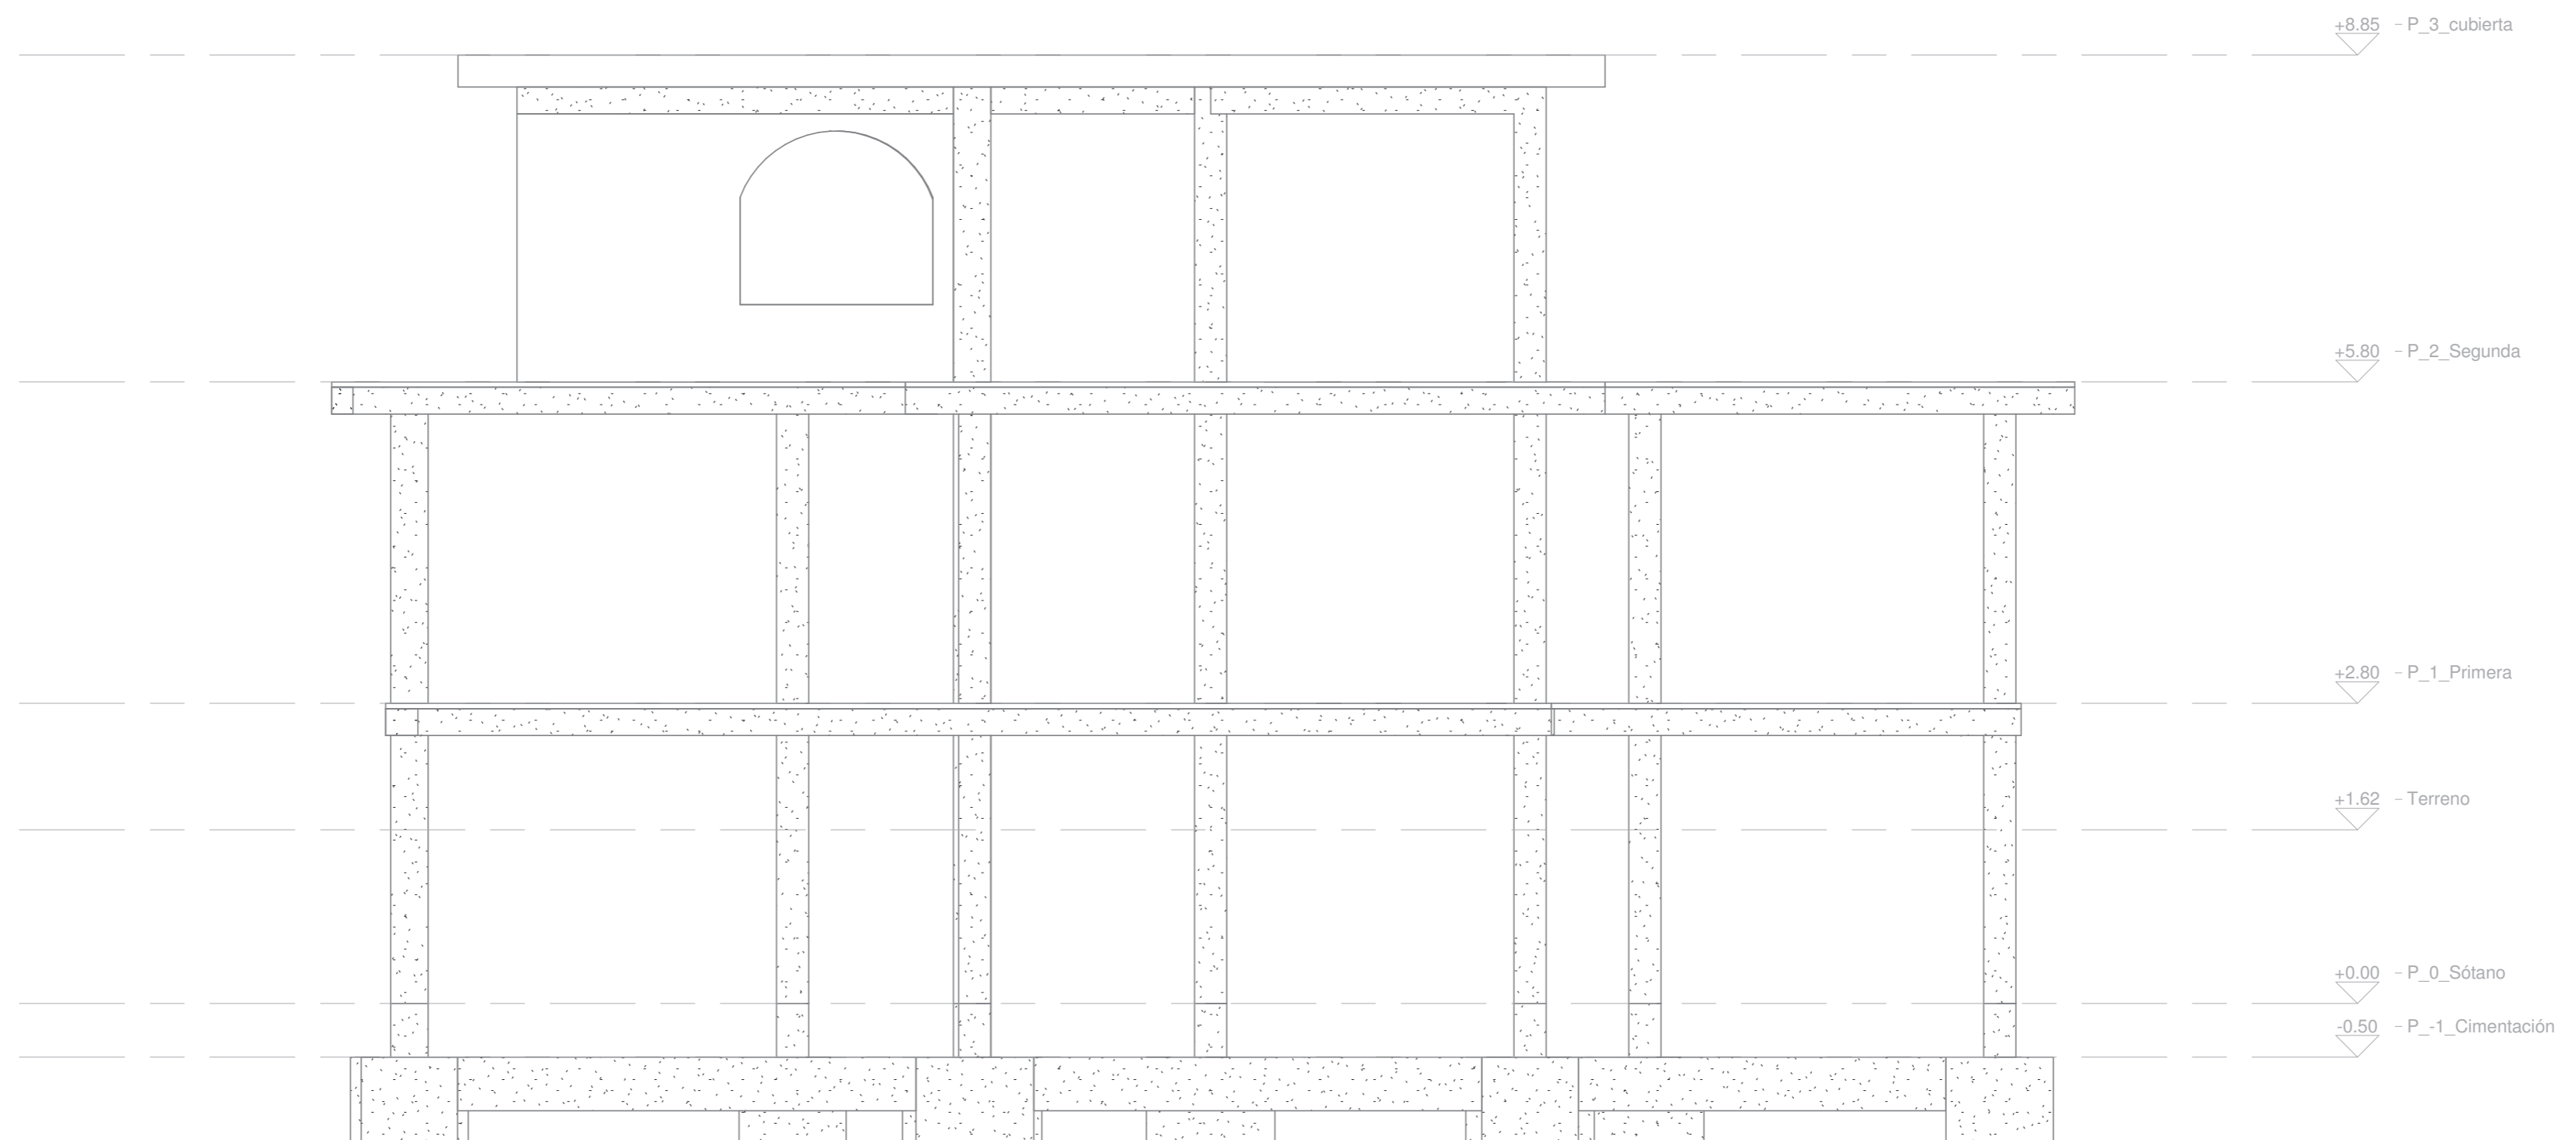 +8.85 - P_3_cubierta
+5.80 - P_2_Segunda
+2.80 - P_1_Primera
+1.62 - Terreno
+0.00 - P_0_Sótano
-0.50 - P_-1_Cimentación